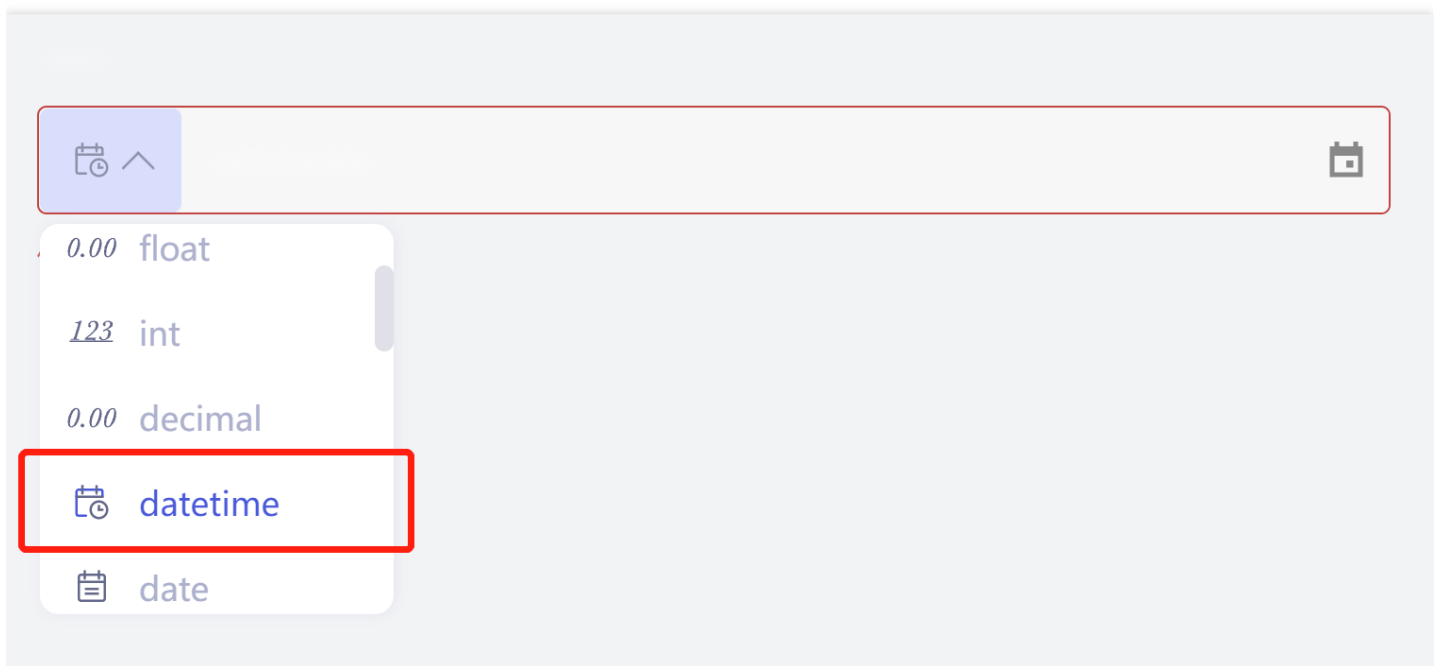 0.00 float
123 int
0.00 decimal
datetime
date